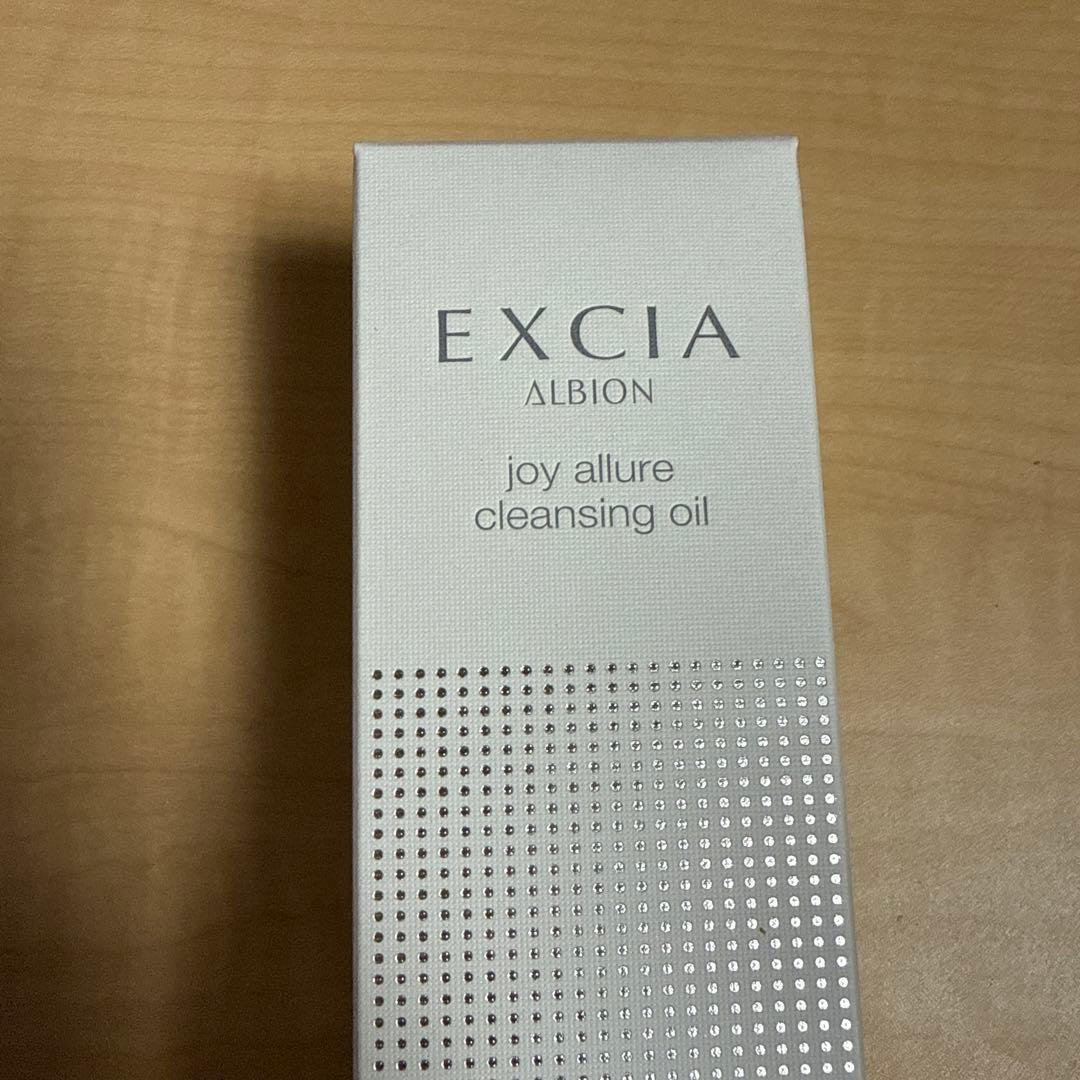 EXCIA
ALBION
joy allure
cleansing oil